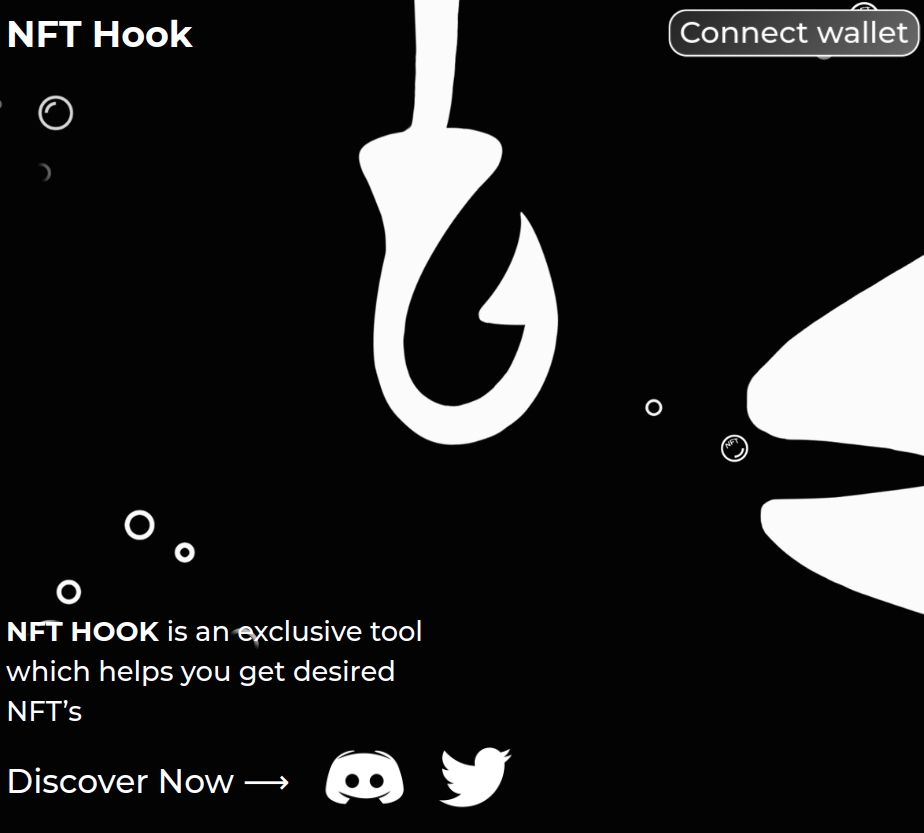 NFT Hook
Connect wallet
NFT
NFT HOOK is an exclusive tool
which helps you get desired
NFT’s
Discover Now ⟶